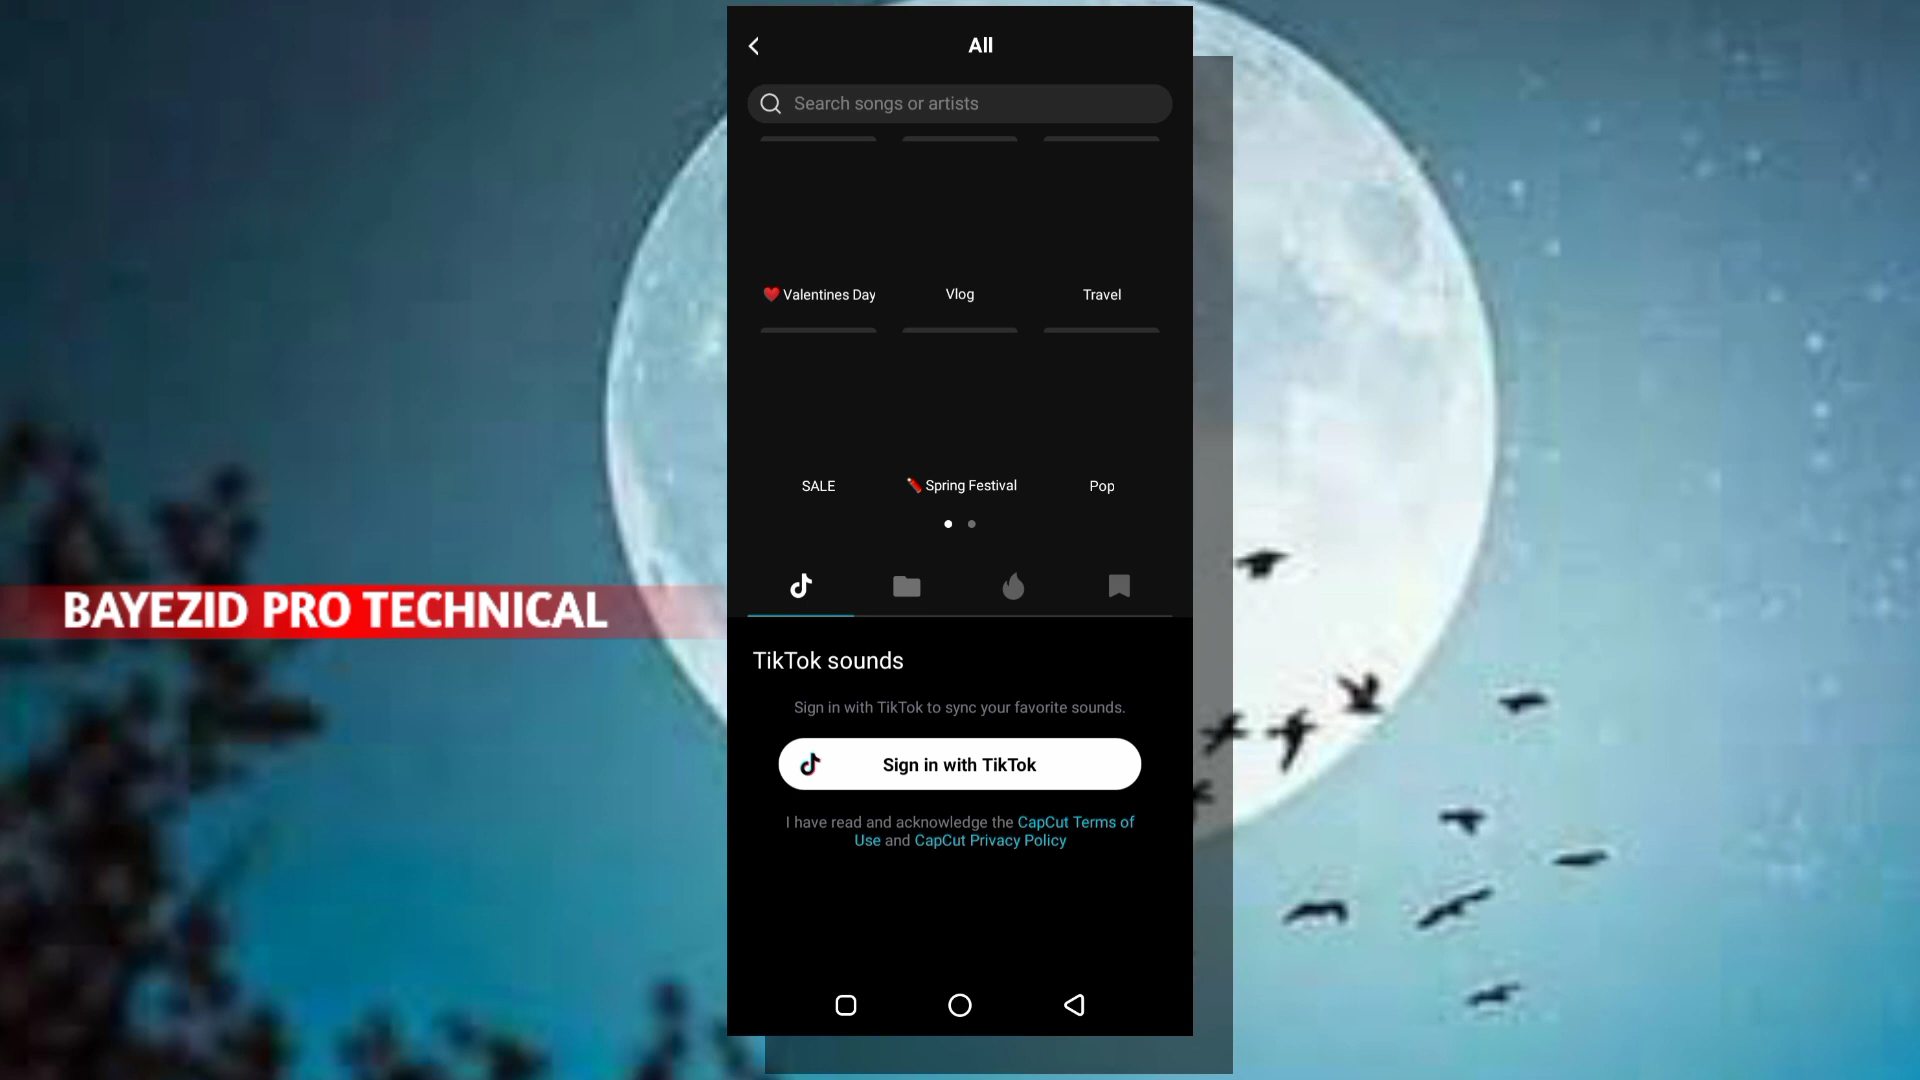 All
Search songs or artists
❤️ Valentines Day
Vlog
Travel
SALE
🧨 Spring Festival
Pop
BAYEZID PRO TECHNICAL
TikTok sounds
Sign in with TikTok to sync your favorite sounds.
Sign in with TikTok
I have read and acknowledge the CapCut Terms of
Use and CapCut Privacy Policy